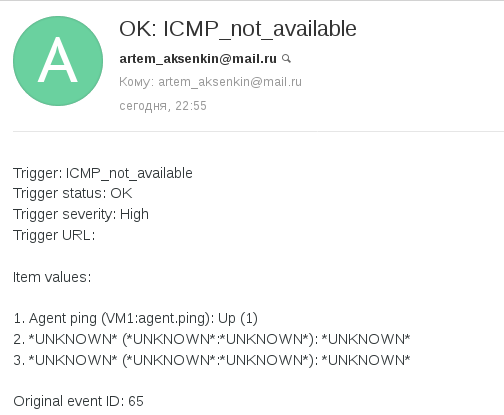 A
OK: ICMP_not_available
artem_aksenkin@mail.ru
Кому: artem_aksenkin@mail.ru
сегодня, 22:55
Trigger: ICMP_not_available
Trigger status: OK
Trigger severity: High
Trigger URL:
Item values:
1. Agent ping (VM1:agent.ping): Up (1)
2. *UNKNOWN* (*UNKNOWN*:*UNKNOWN*): *UNKNOWN*
3. *UNKNOWN* (*UNKNOWN*:*UNKNOWN*): *UNKNOWN*
Original event ID: 65